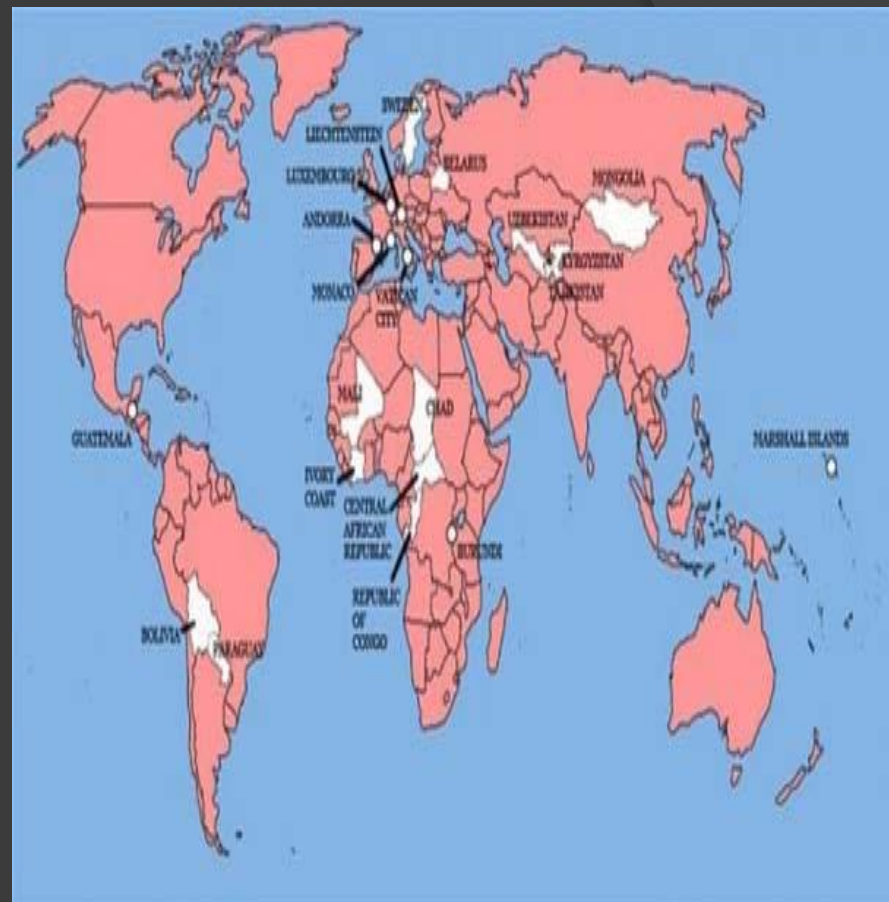 SWEDEN
LIECHTENSTEIN
BELARUS
LUXEMBOURG
MONGOLIA
ANDORRA
UZBEKISTAN
KYRGYZSTAN
MONACO
VATICAN
CITY
TAJIKISTAN
MALI
CHAD
GUATEMALA
MARSHALL ISLANDS
IVORY
COAST
CENTRAL
AFRICAN
REPUBLIC
BURUNDI
REPUBLIC
OF
CONGO
BOLIVIA
PARAGUAY